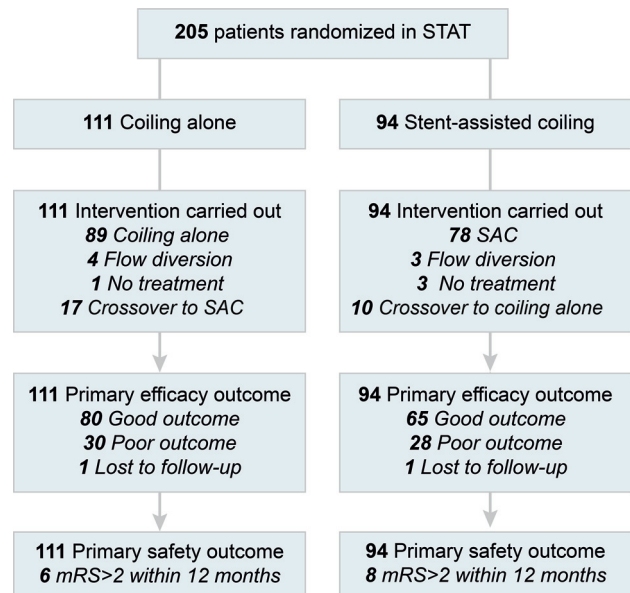 205 patients randomized in STAT
111 Coiling alone
94 Stent-assisted coiling
111 Intervention carried out
89 Coiling alone
4 Flow diversion
1 No treatment
17 Crossover to SAC
94 Intervention carried out
78 SAC
3 Flow diversion
3 No treatment
10 Crossover to coiling alone
111 Primary efficacy outcome
80 Good outcome
30 Poor outcome
1 Lost to follow-up
94 Primary efficacy outcome
65 Good outcome
28 Poor outcome
1 Lost to follow-up
111 Primary safety outcome
6 mRS>2 within 12 months
94 Primary safety outcome
8 mRS>2 within 12 months